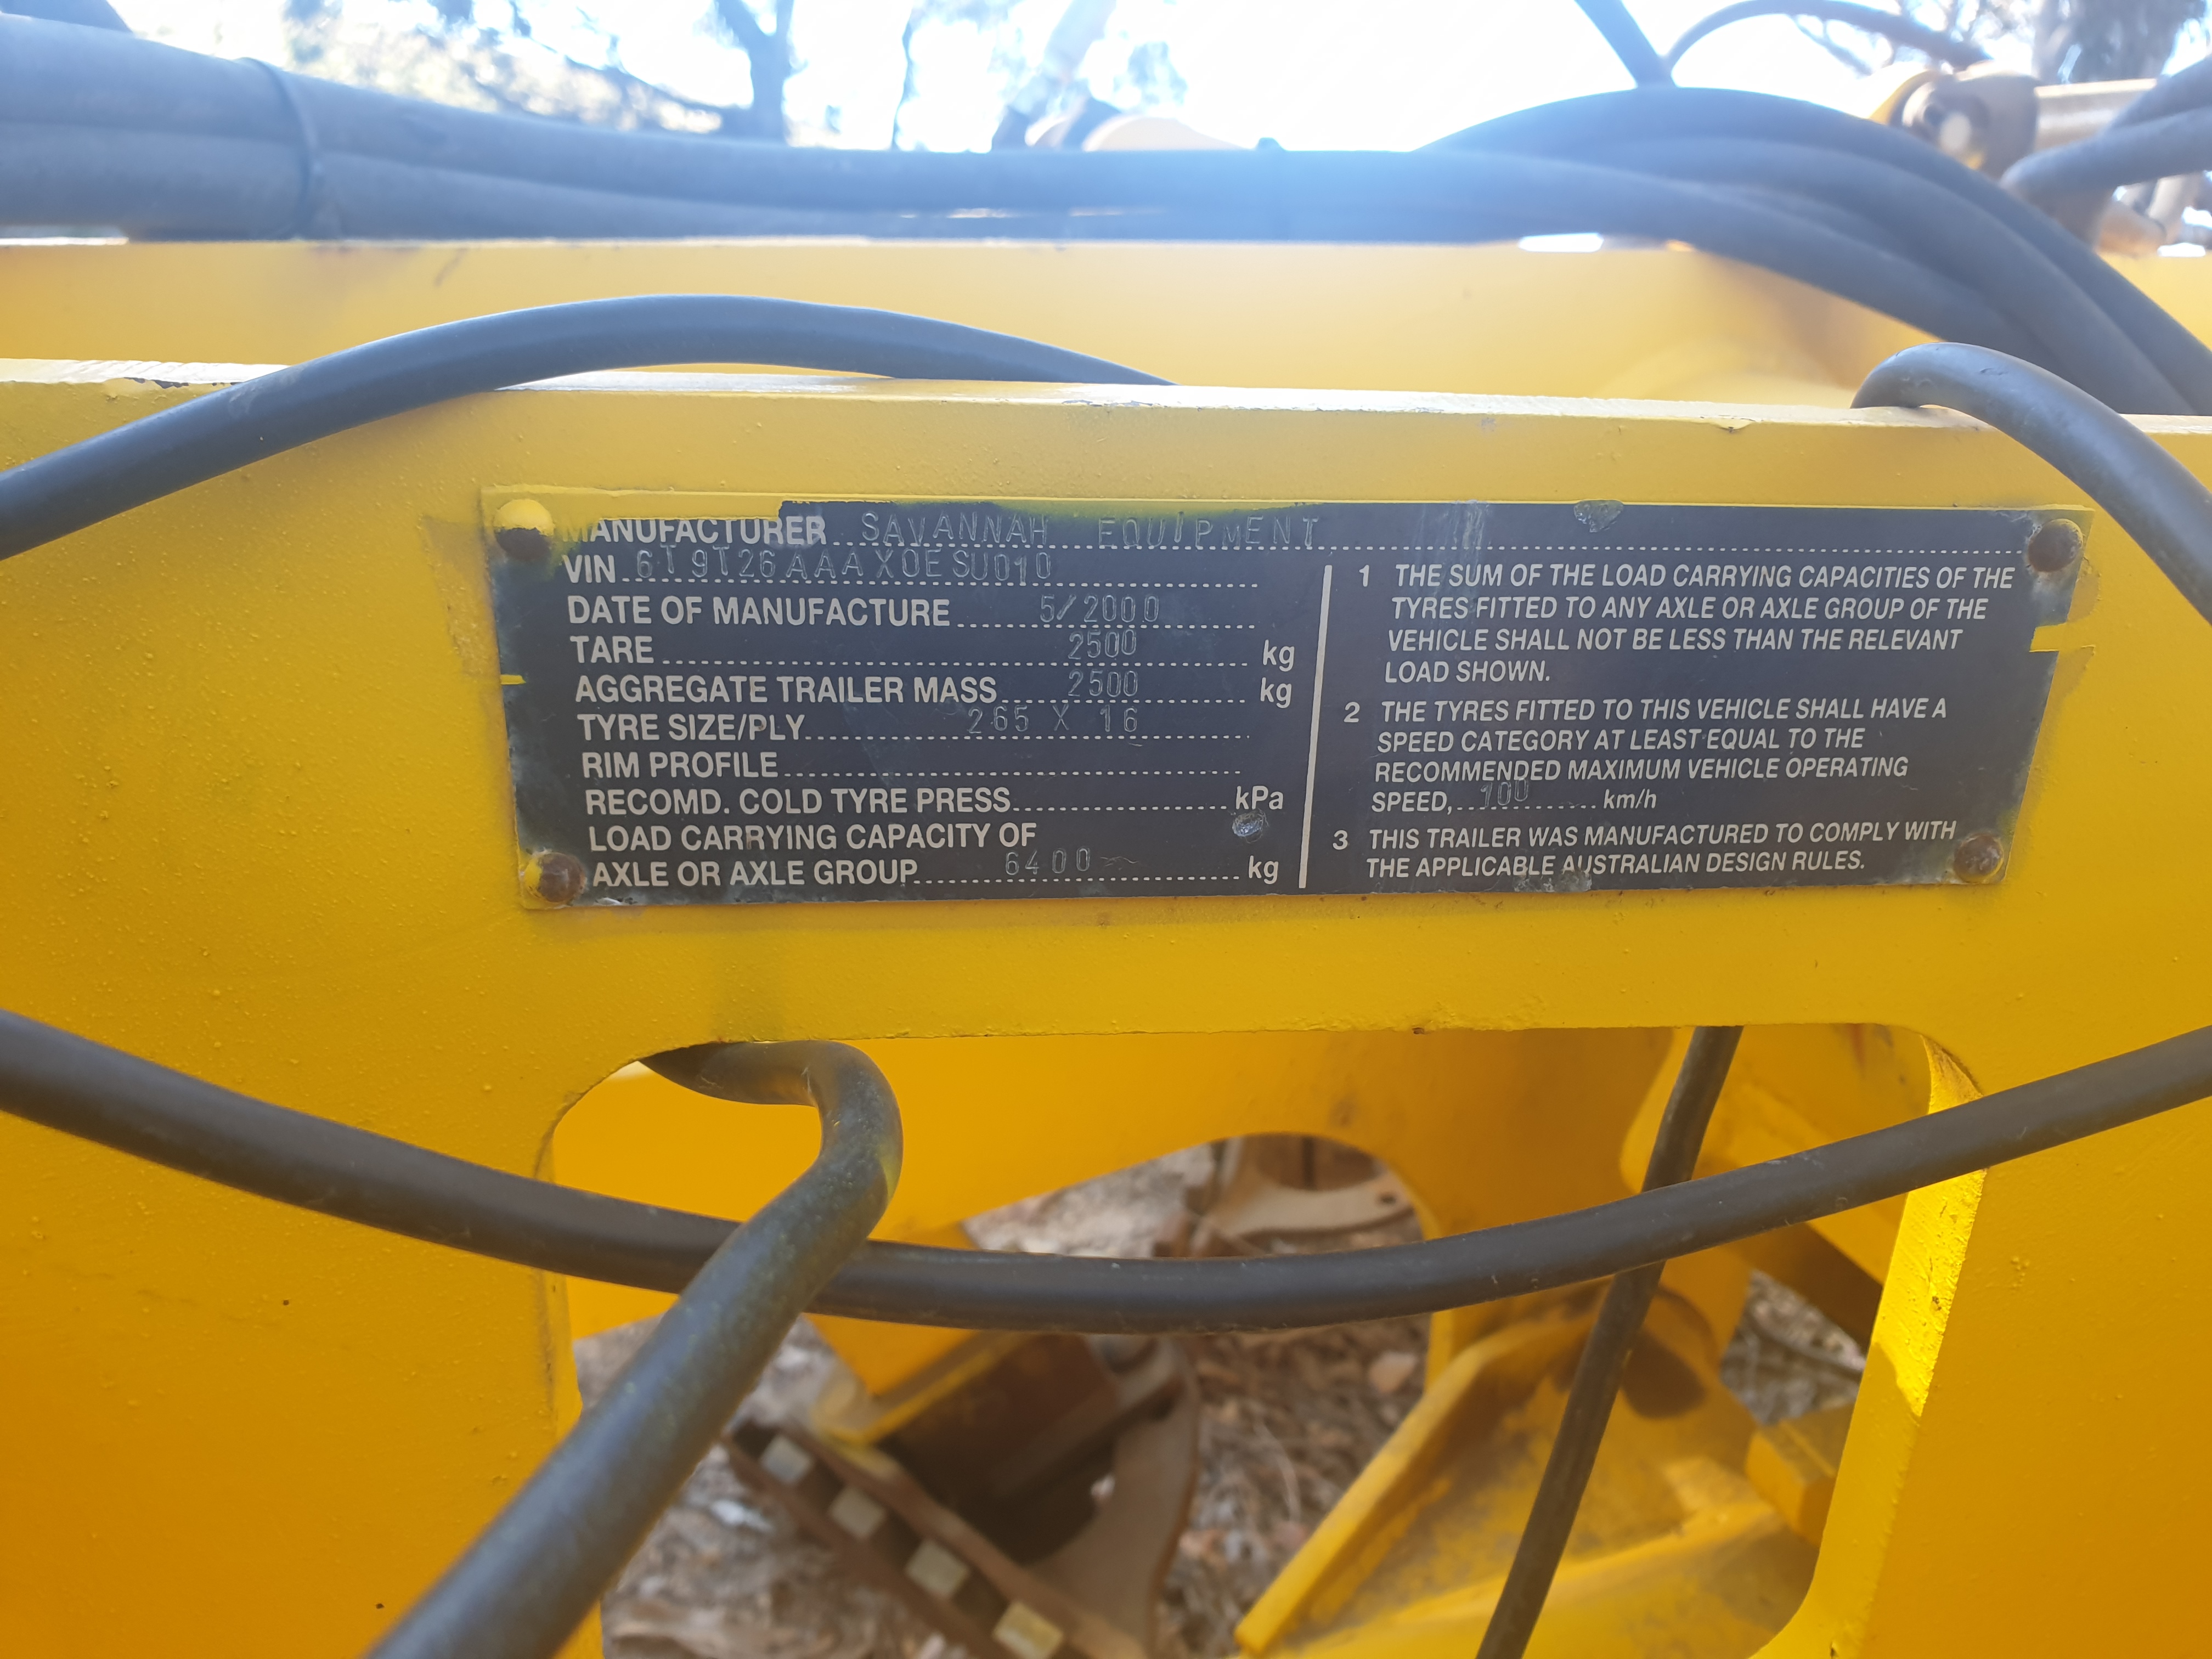 MANUFACTURER SAVANNAH EQUIPMENT
VIN 6T9T26AAAX0ESU010
DATE OF MANUFACTURE 5/2000
TARE 2500 kg
AGGREGATE TRAILER MASS 2500 kg
TYRE SIZE/PLY 265 X 16
RIM PROFILE
RECOMD. COLD TYRE PRESS. kPa
LOAD CARRYING CAPACITY OF
AXLE OR AXLE GROUP 6400 kg
1 THE SUM OF THE LOAD CARRYING CAPACITIES OF THE
TYRES FITTED TO ANY AXLE OR AXLE GROUP OF THE
VEHICLE SHALL NOT BE LESS THAN THE RELEVANT
LOAD SHOWN.
2 THE TYRES FITTED TO THIS VEHICLE SHALL HAVE A
SPEED CATEGORY AT LEAST EQUAL TO THE
RECOMMENDED MAXIMUM VEHICLE OPERATING
SPEED, 100 km/h
3 THIS TRAILER WAS MANUFACTURED TO COMPLY WITH
THE APPLICABLE AUSTRALIAN DESIGN RULES.